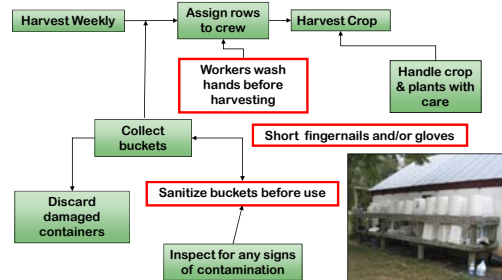 Harvest Weekly
Assign rows
to crew
Harvest Crop
Workers wash
hands before
harvesting
Handle crop
& plants with
care
Collect
buckets
Short fingernails and/or gloves
Discard
damaged
containers
Sanitize buckets before use
Inspect for any signs
of contamination